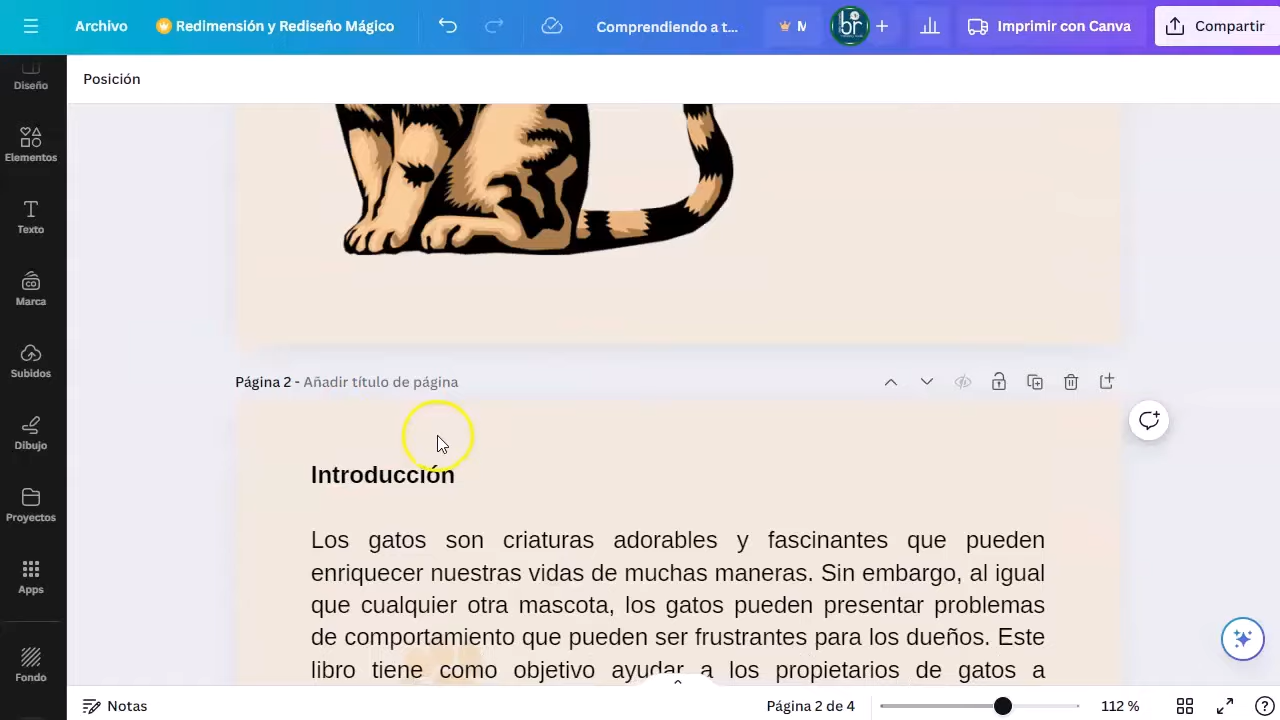 Archivo
Redimensión y Rediseño Mágico
Comprendiendo a t...
M
br
Imprimir con Canva
Compartir
Diseño
Posición
Elementos
Texto
CO
Marca
Subidos
Dibujo
Proyectos
Apps
Fondo
Página 2 - Añadir título de página
Introducción
Los gatos son criaturas adorables y fascinantes que pueden
enriquecer nuestras vidas de muchas maneras. Sin embargo, al igual
que cualquier otra mascota, los gatos pueden presentar problemas
de comportamiento que pueden ser frustrantes para los dueños. Este
libro tiene como objetivo ayudar a los propietarios de gatos a
Notas
Página 2 de 4
112 %